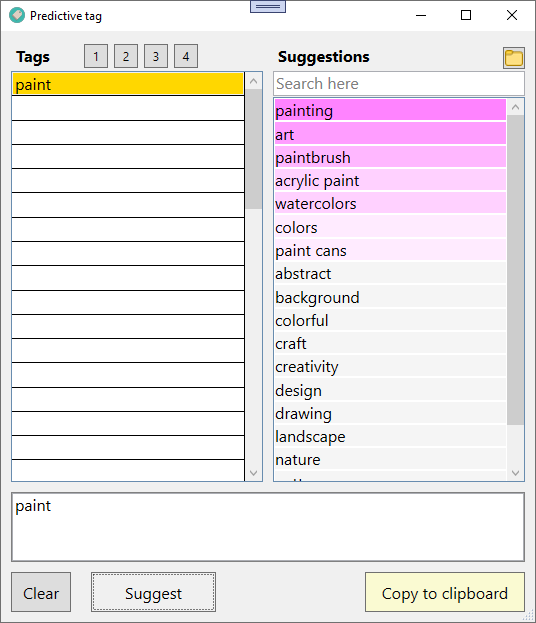 Predictive tag
Tags 1 2 3 4 Suggestions
paint
Search here
painting
art
paintbrush
acrylic paint
watercolors
colors
paint cans
abstract
background
colorful
craft
creativity
design
drawing
landscape
nature
paint
Clear Suggest Copy to clipboard